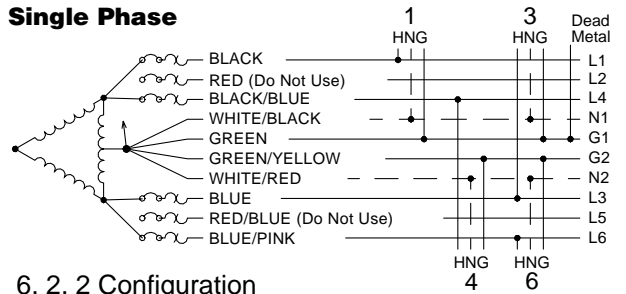 Single Phase
1 3
HNG HNG
Dead
Metal
BLACK L1
RED (Do Not Use) L2
BLACK/BLUE L4
WHITE/BLACK N1
GREEN G1
GREEN/YELLOW G2
WHITE/RED N2
BLUE L3
RED/BLUE (Do Not Use) L5
BLUE/PINK L6
HNG HNG
4 6
6, 2, 2 Configuration